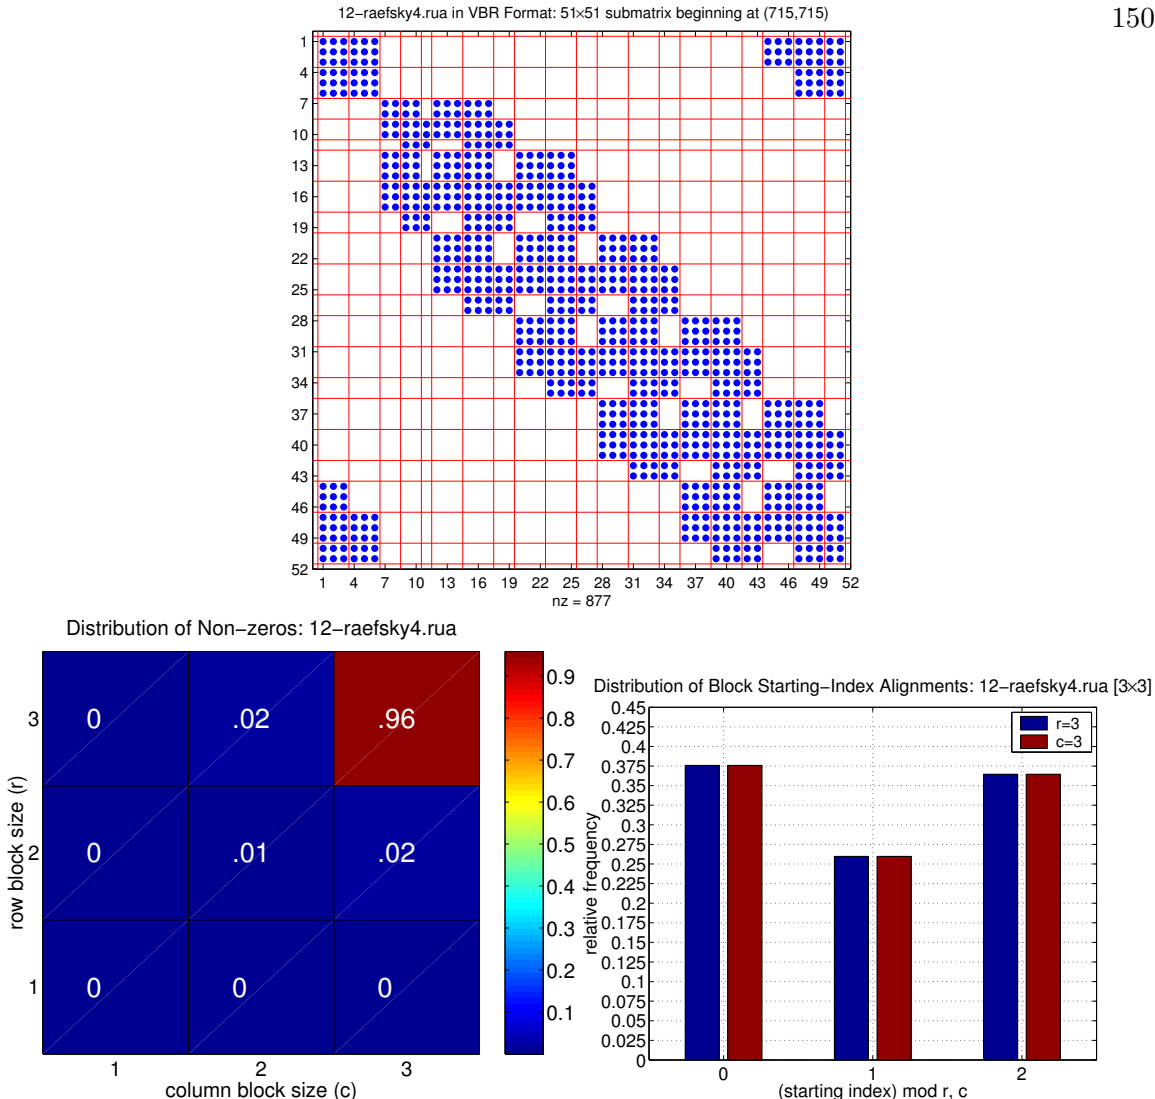 150
12−raefsky4.rua in VBR Format: 51×51 submatrix beginning at (715,715)
1
4
7
10
13
16
19
22
25
28
31
34
37
40
43
46
49
52
1 4 7 10 13 16 19 22 25 28 31 34 37 40 43 46 49 52
nz = 877
Distribution of Non−zeros: 12−raefsky4.rua
row block size (r)
3 0 .02 .96
2 0 .01 .02
1 0 0 0
1 2 3
column block size (c)
0.9
0.8
0.7
0.6
0.5
0.4
0.3
0.2
0.1
Distribution of Block Starting−Index Alignments: 12−raefsky4.rua [3×3]
relative frequency
0.45
0.425
0.4
0.375
0.35
0.325
0.3
0.275
0.25
0.225
0.2
0.175
0.15
0.125
0.1
0.075
0.05
0.025
0
r=3
c=3
0 1 2
(starting index) mod r, c